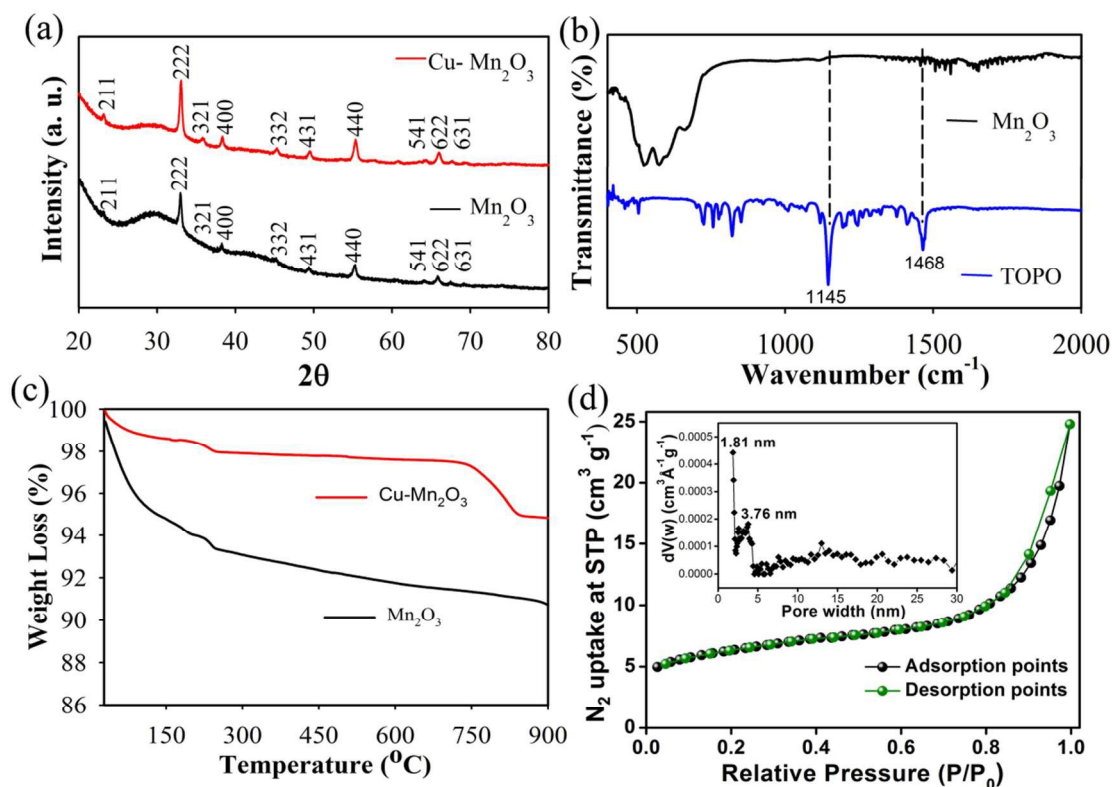 (a)
Intensity (a. u.)
211
222
321
400
332
431
440
541
622
631
Cu- Mn₂O₃
211
222
321
400
332
431
440
541
622
631
Mn₂O₃
20 30 40 50 60 70 80
2θ
(b)
Transmittance (%)
Mn₂O₃
TOPO
1145
1468
500 1000 1500 2000
Wavenumber (cm⁻¹)
(c)
Weight Loss (%)
100
98
96
94
92
90
88
86
Cu-Mn₂O₃
Mn₂O₃
150 300 450 600 750 900
Temperature (⁰C)
(d)
N₂ uptake at STP (cm³ g⁻¹)
25
20
15
10
5
0
dV(w) (cm³Å⁻¹g⁻¹)
0.0005
0.0004
0.0003
0.0002
0.0001
0.0000
1.81 nm
3.76 nm
0 5 10 15 20 25 30
Pore width (nm)
Adsorption points
Desorption points
0.0 0.2 0.4 0.6 0.8 1.0
Relative Pressure (P/P₀)